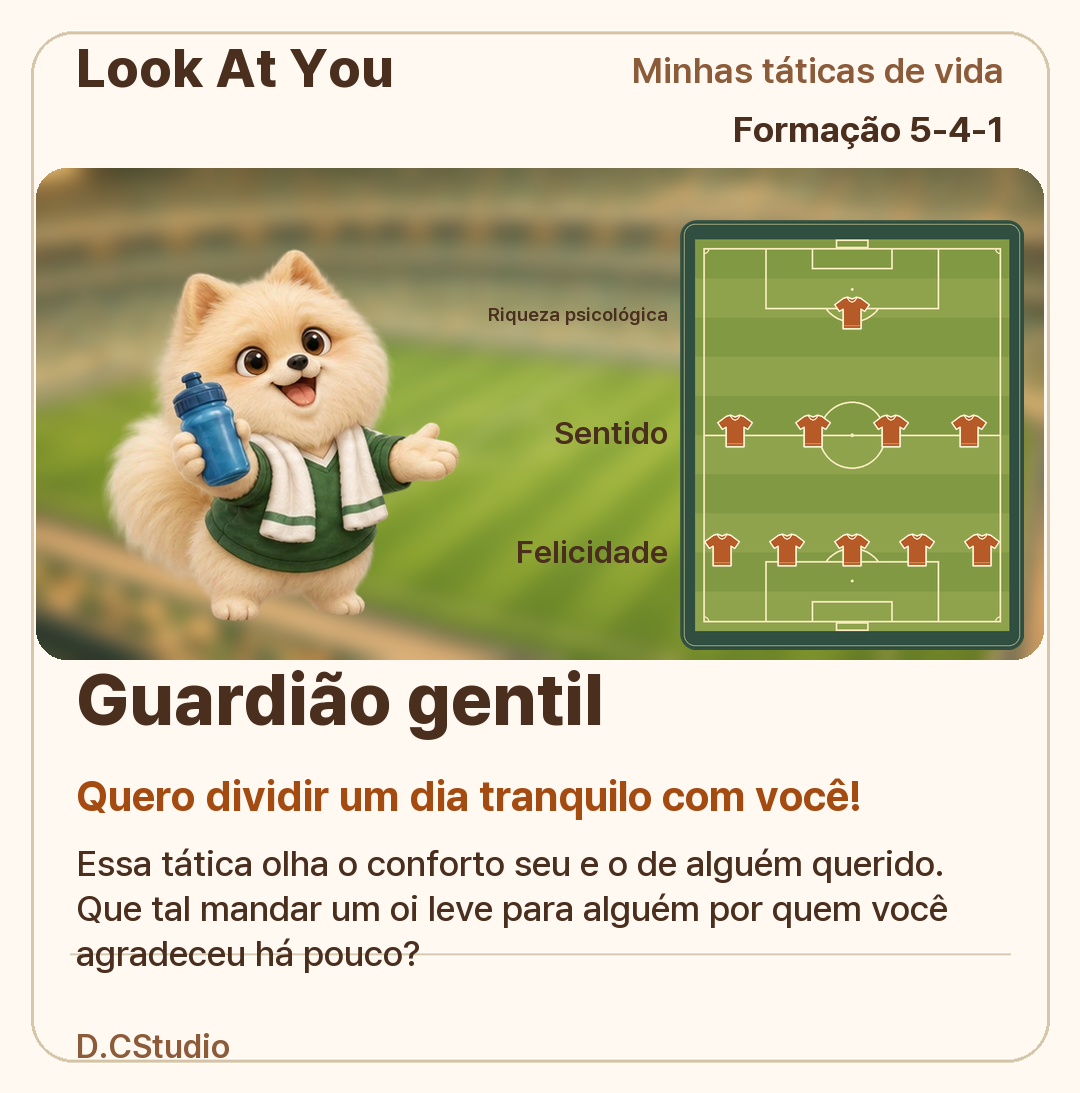 Look At You
Minhas táticas de vida
Formação 5-4-1
Riqueza psicológica
Sentido
Felicidade
Guardião gentil
Quero dividir um dia tranquilo com você!
Essa tática olha o conforto seu e o de alguém querido.
Que tal mandar um oi leve para alguém por quem você
agradeceu há pouco?
D.CStudio